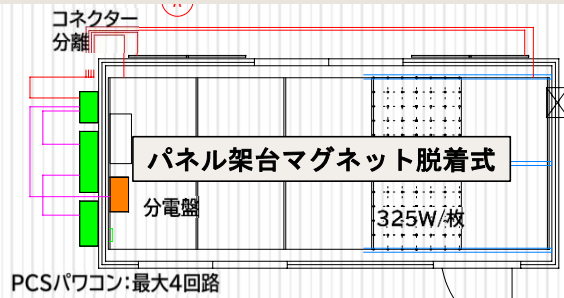 コネクター
分離
パネル架台マグネット脱着式
分電盤
325W/枚
PCSパワコン:最大4回路